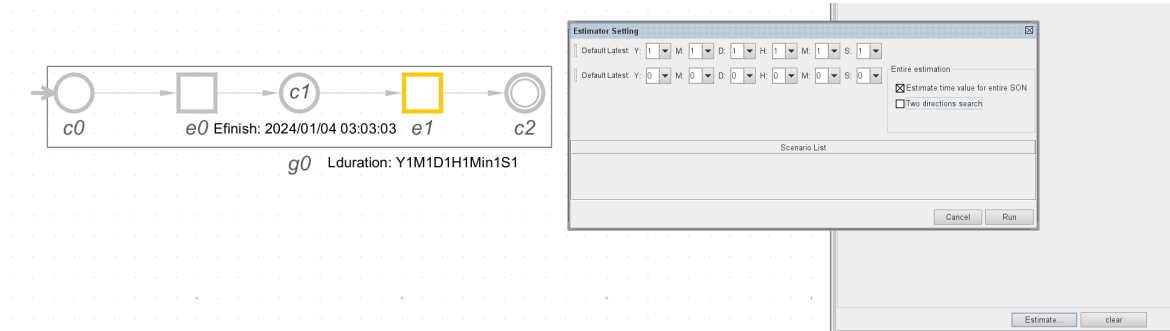 c0
e0
Efinish: 2024/01/04 03:03:03
c1
e1
c2
g0
Lduration: Y1M1D1H1Min1S1
Estimator Setting
Default Latest Y: 1 M: 1 D: 1 H: 1 M: 1 S: 1
Default Latest Y: 0 M: 0 D: 0 H: 0 M: 0 S: 0
Entire estimation
Estimate time value for entire SON
Two directions search
Scenario List
Cancel
Run
Estimate...
clear